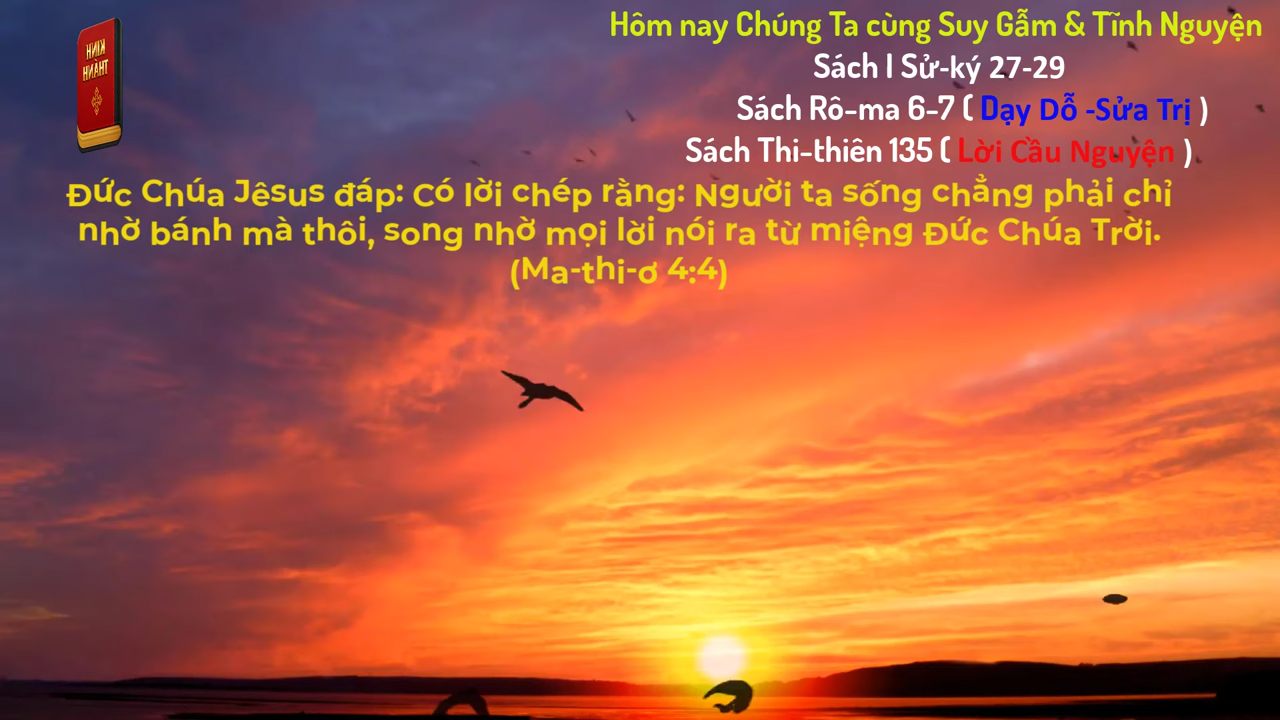 KINH
THÁNH
Hôm nay Chúng Ta cùng Suy Gẫm & Tĩnh Nguyện
Sách I Sử-ký 27-29
Sách Rô-ma 6-7 ( Dạy Dỗ -Sửa Trị )
Sách Thi-thiên 135 ( Lời Cầu Nguyện )
Đức Chúa Jêsus đáp: Có lời chép rằng: Người ta sống chẳng phải chỉ
nhờ bánh mà thôi, song nhờ mọi lời nói ra từ miệng Đức Chúa Trời.
(Ma-thi-ơ 4:4)